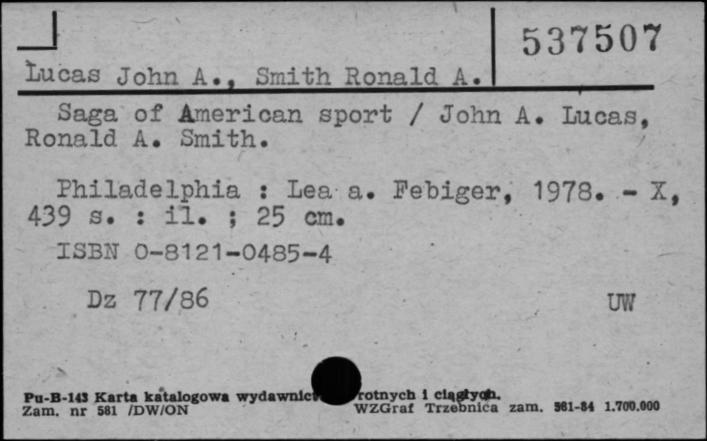 537507
Lucas John A., Smith Ronald A.
Saga of American sport / John A. Lucas,
Ronald A. Smith.
Philadelphia : Lea a. Febiger, 1978. - X,
439 s. : il. ; 25 cm.
ISBN 0-8121-0485-4
Dz 77/86 UW
Pu-B-143 Karta katalogowa wydawnict rotnych i ciągłych.
Zam. nr 581 /DW/ON WZGraf Trzebnica zam. 561-84 1.700.000